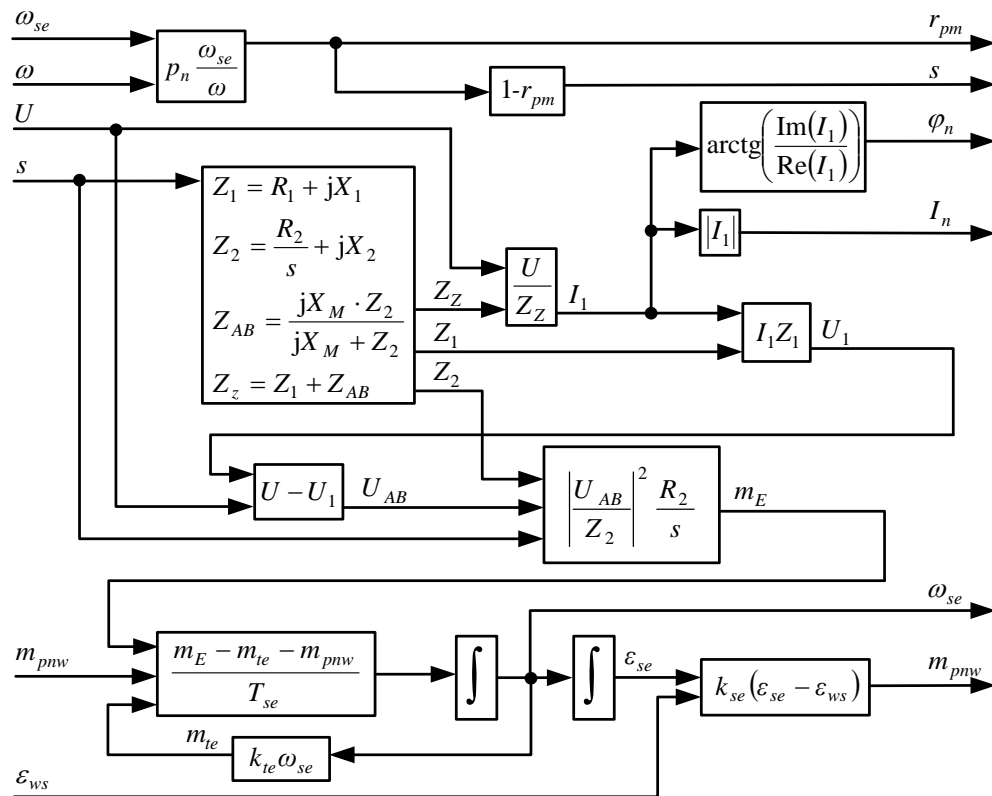 ω_se
r_pm
p_n ω_se/ω
ω
1-r_pm
s
U
arctg(Im(I_1)/Re(I_1))
φ_n
s
Z_1 = R_1 + jX_1
Z_2 = R_2/s + jX_2
Z_AB = jX_M · Z_2/jX_M + Z_2
Z_z = Z_1 + Z_AB
|I_1|
I_n
Z_Z
U/Z_Z
I_1
Z_1
I_1Z_1
U_1
Z_2
U – U_1
U_AB
|U_AB/Z_2|^2 R_2/s
m_E
ω_se
m_pnw
m_E – m_te – m_pnw/T_se
∫
∫
ε_se
k_se(ε_se – ε_ws)
m_pnw
m_te
k_te ω_se
ε_ws